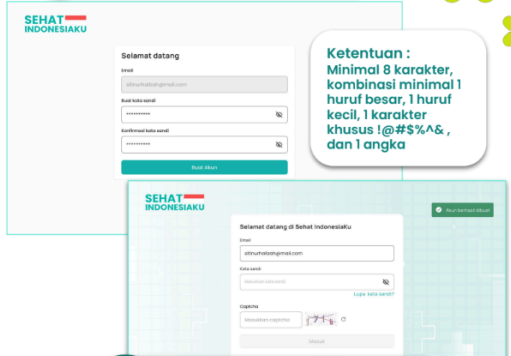 SEHAT
INDONESIAKU
Selamat datang
Email
Buat kata sandi
Konfirmasi kata sandi
Buat Akun
Ketentuan :
Minimal 8 karakter,
kombinasi minimal 1
huruf besar, 1 huruf
kecil, 1 karakter
khusus !@#$%^& ,
dan 1 angka
SEHAT
INDONESIAKU
Akun berhasil dibuat
Selamat datang di Sehat IndonesiaKu
Email
Kata sandi
Masukkan kata sandi
Lupa kata sandi?
Captcha
Masukkan captcha
Masuk